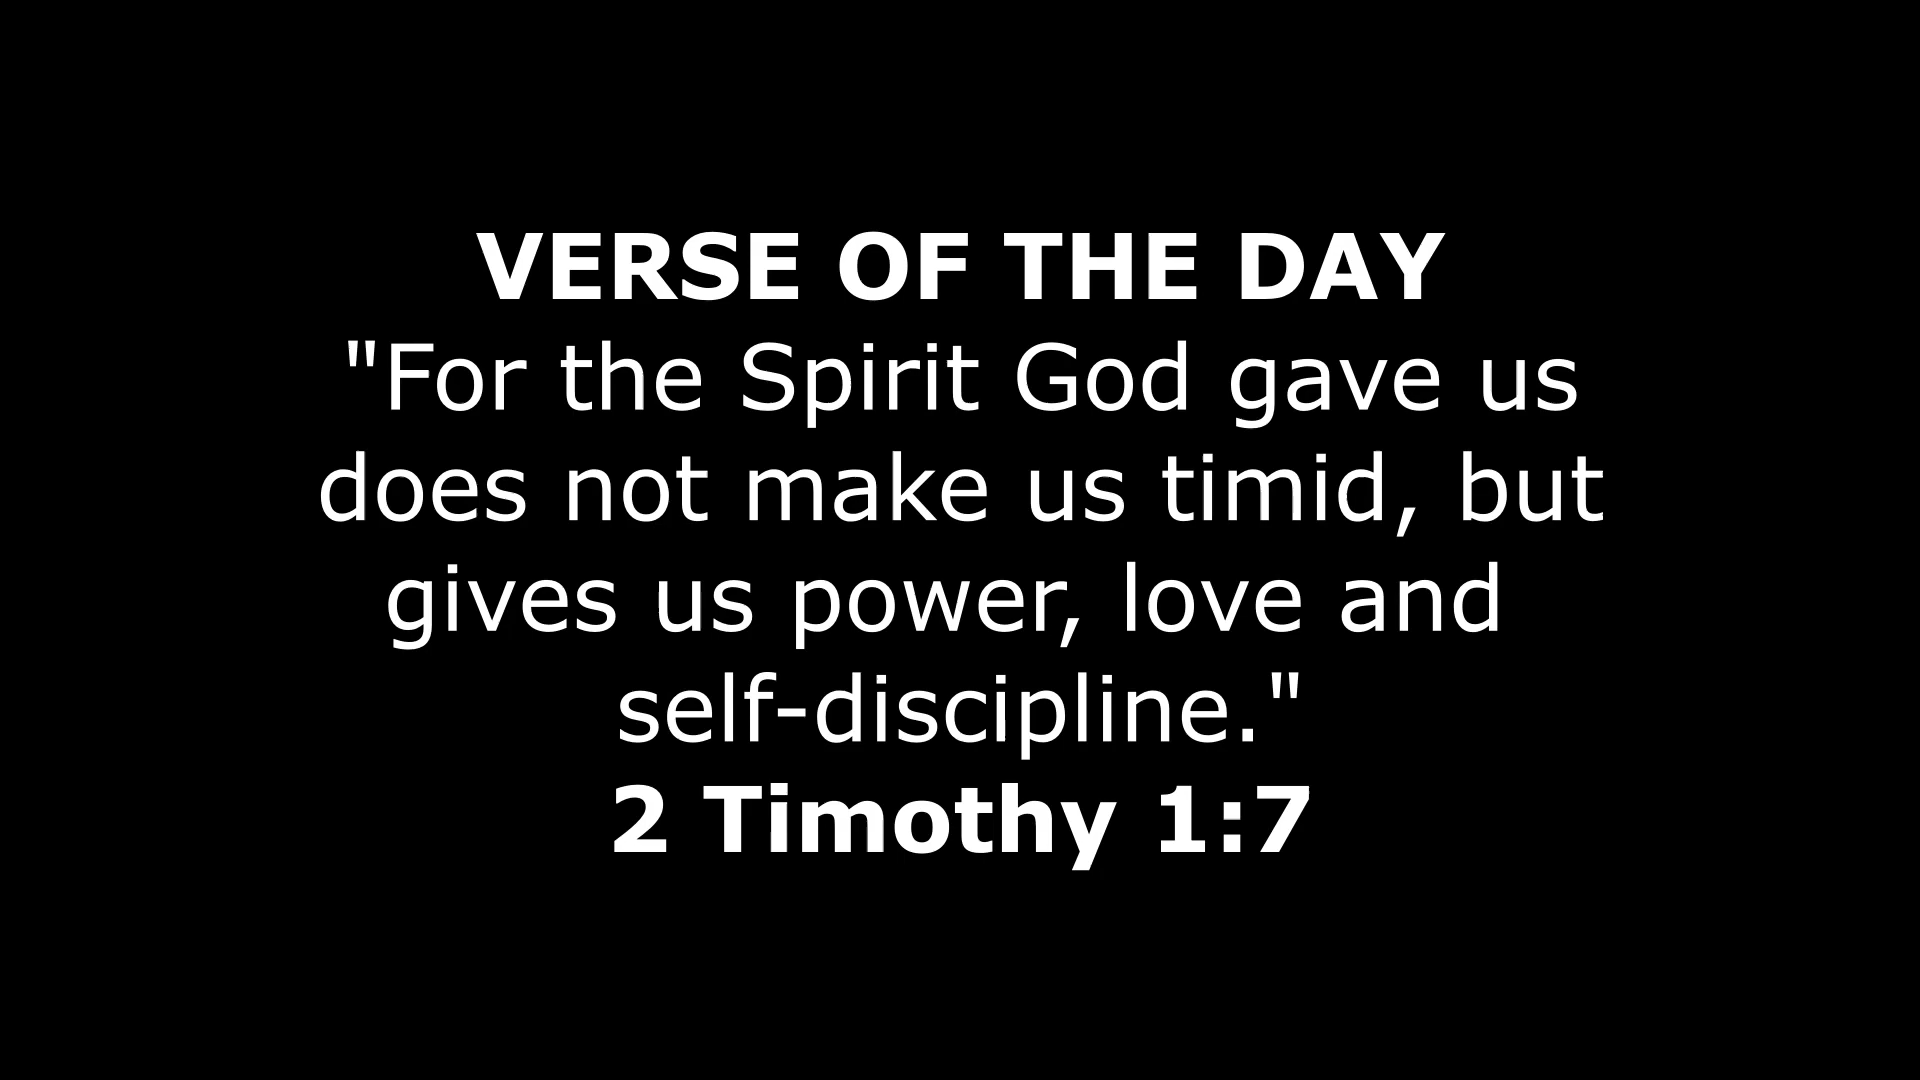 VERSE OF THE DAY
"For the Spirit God gave us
does not make us timid, but
gives us power, love and
self-discipline."
2 Timothy 1:7